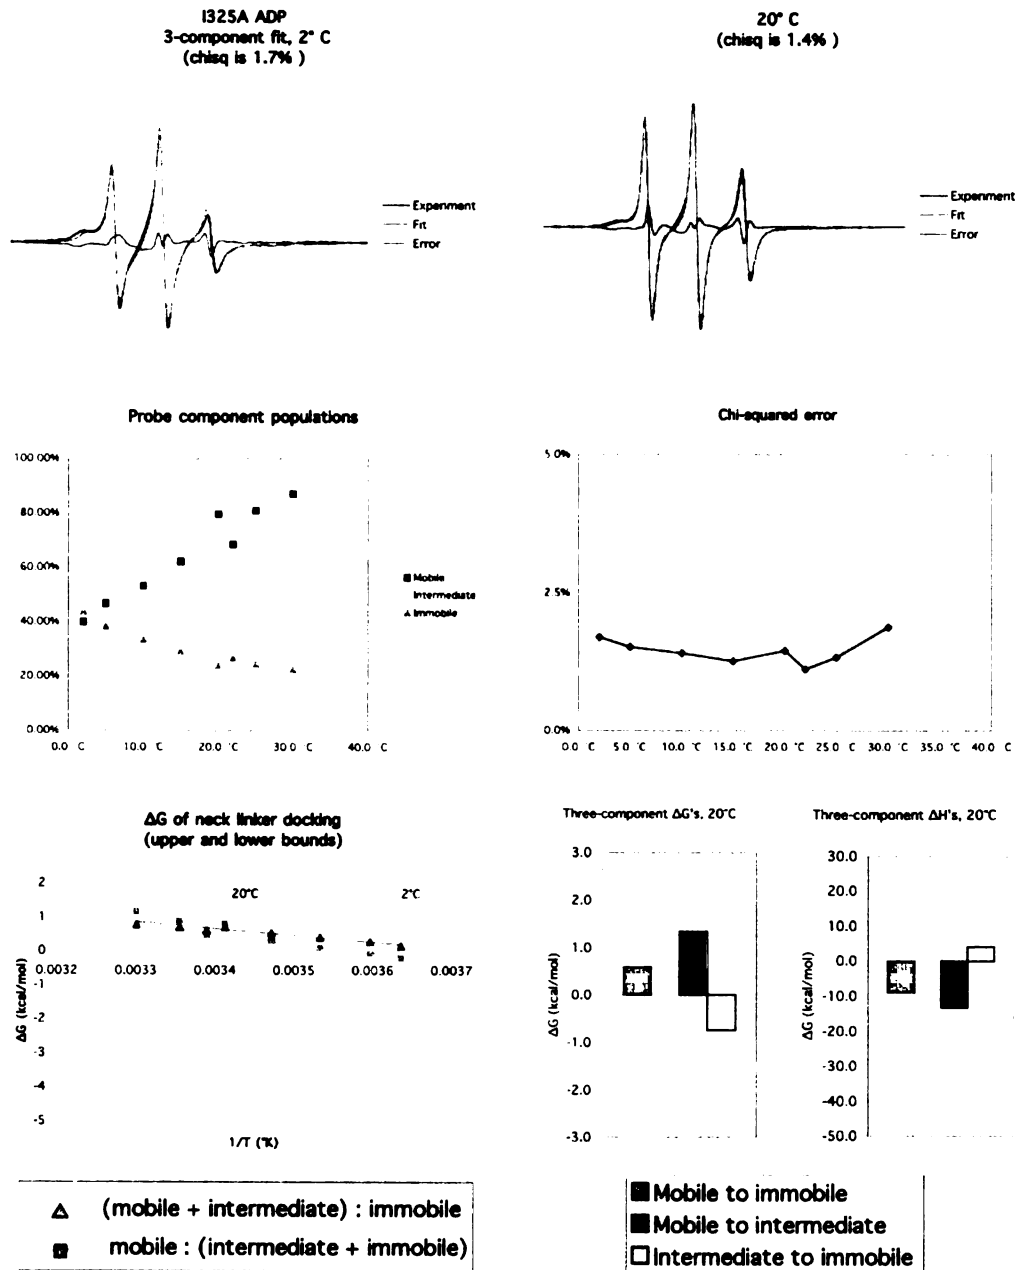 I325A ADP
3-component fit, 2° C
(chisq is 1.7% )
20° C
(chisq is 1.4% )
Experiment
Fit
Error
Experiment
Fit
Error
Probe component populations
100.00%
80.00%
60.00%
40.00%
20.00%
0.00%
0.0 °C
10.0 °C
20.0 °C
30.0 °C
40.0 °C
Mobile
Intermediate
Immobile
Chi-squared error
5.0%
2.5%
0.0%
0.0 °C
5.0 °C
10.0 °C
15.0 °C
20.0 °C
25.0 °C
30.0 °C
35.0 °C
40.0 °C
ΔG of neck linker docking
(upper and lower bounds)
2
1
0
-1
-2
-3
-4
-5
20°C
2°C
0.0032
0.0033
0.0034
0.0035
0.0036
0.0037
ΔG (kcal/mol)
1/T (°K)
Three-component ΔG's, 20°C
3.0
2.0
1.0
0.0
-1.0
-2.0
-3.0
ΔG (kcal/mol)
Three-component ΔH's, 20°C
30.0
20.0
10.0
0.0
-10.0
-20.0
-30.0
-40.0
-50.0
ΔG (kcal/mol)
(mobile + intermediate) : immobile
mobile : (intermediate + immobile)
Mobile to immobile
Mobile to intermediate
Intermediate to immobile